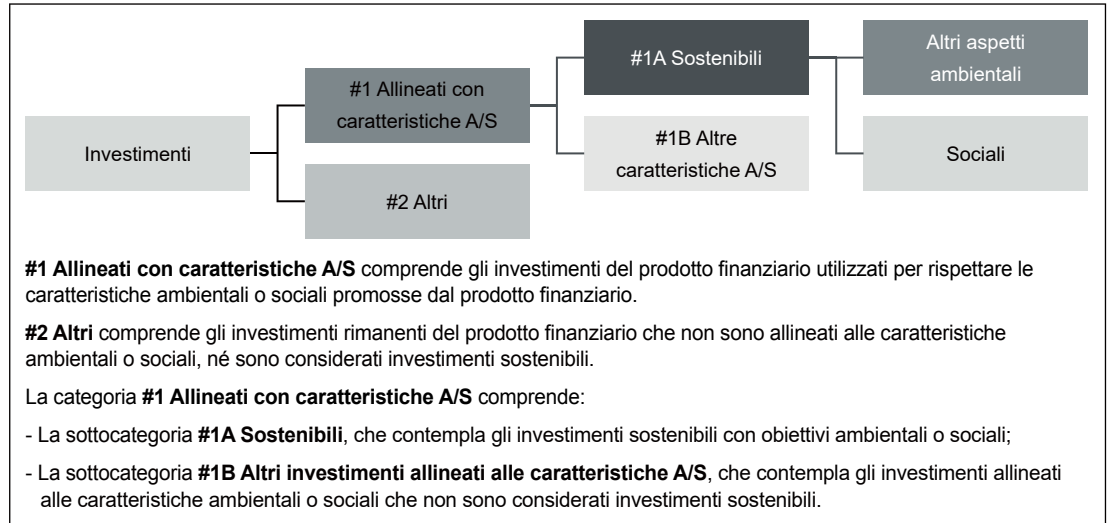 Investimenti
#1 Allineati con
caratteristiche A/S
#2 Altri
#1A Sostenibili
#1B Altre
caratteristiche A/S
Altri aspetti
ambientali
Sociali
#1 Allineati con caratteristiche A/S comprende gli investimenti del prodotto finanziario utilizzati per rispettare le
caratteristiche ambientali o sociali promosse dal prodotto finanziario.
#2 Altri comprende gli investimenti rimanenti del prodotto finanziario che non sono allineati alle caratteristiche
ambientali o sociali, né sono considerati investimenti sostenibili.
La categoria #1 Allineati con caratteristiche A/S comprende:
- La sottocategoria #1A Sostenibili, che contempla gli investimenti sostenibili con obiettivi ambientali o sociali;
- La sottocategoria #1B Altri investimenti allineati alle caratteristiche A/S, che contempla gli investimenti allineati
alle caratteristiche ambientali o sociali che non sono considerati investimenti sostenibili.